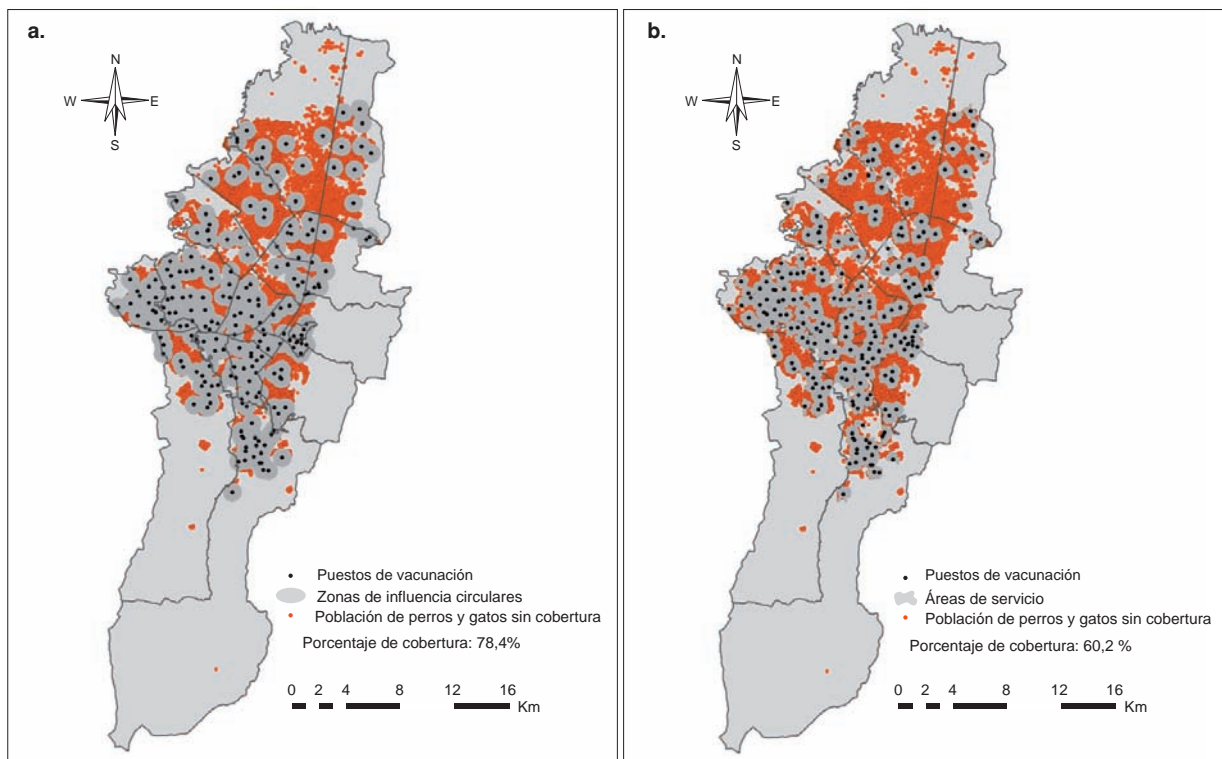 a.
N
W E
S
Puestos de vacunación
Zonas de influencia circulares
Población de perros y gatos sin cobertura
Porcentaje de cobertura: 78,4%
0 2 4 8 12 16
Km
b.
N
W E
S
Puestos de vacunación
Áreas de servicio
Población de perros y gatos sin cobertura
Porcentaje de cobertura: 60,2 %
0 2 4 8 12 16
Km